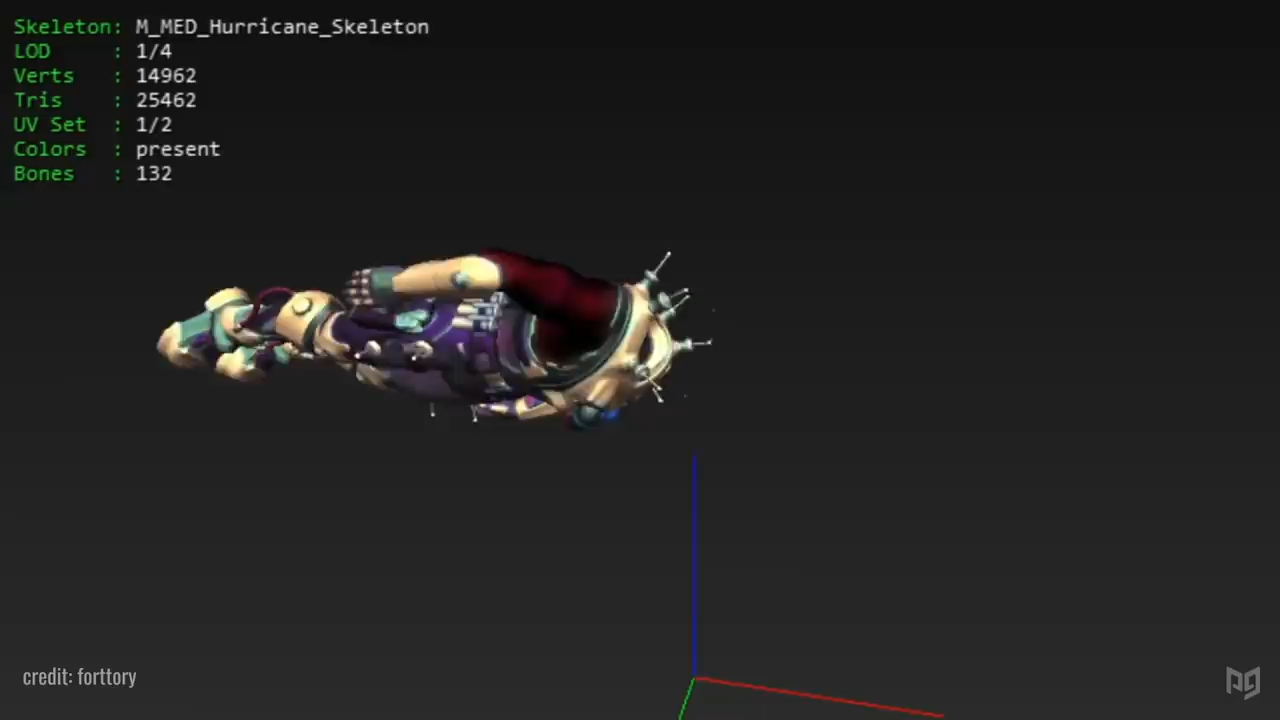 Skeleton: M_MED_Hurricane_Skeleton
LOD : 1/4
Verts : 14962
Tris : 25462
UV Set : 1/2
Colors : present
Bones : 132
credit: forttory